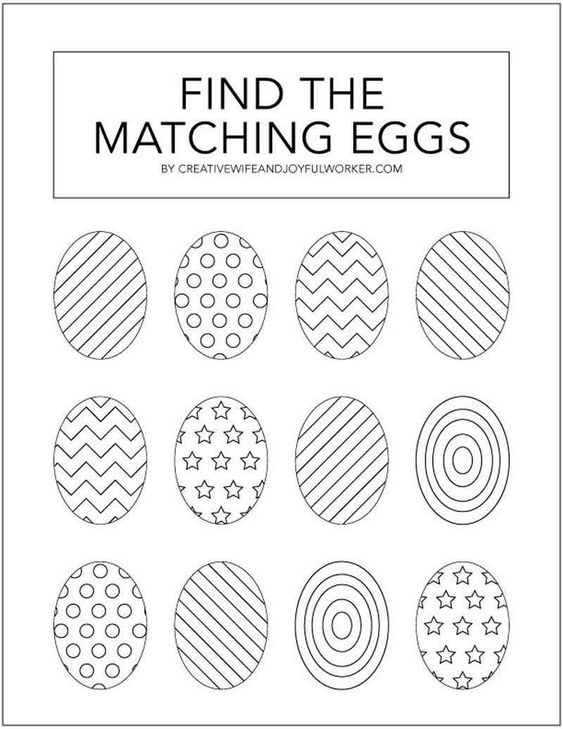 FIND THE
MATCHING EGGS
BY CREATIVEWIFEANDJOYFULWORKER.COM